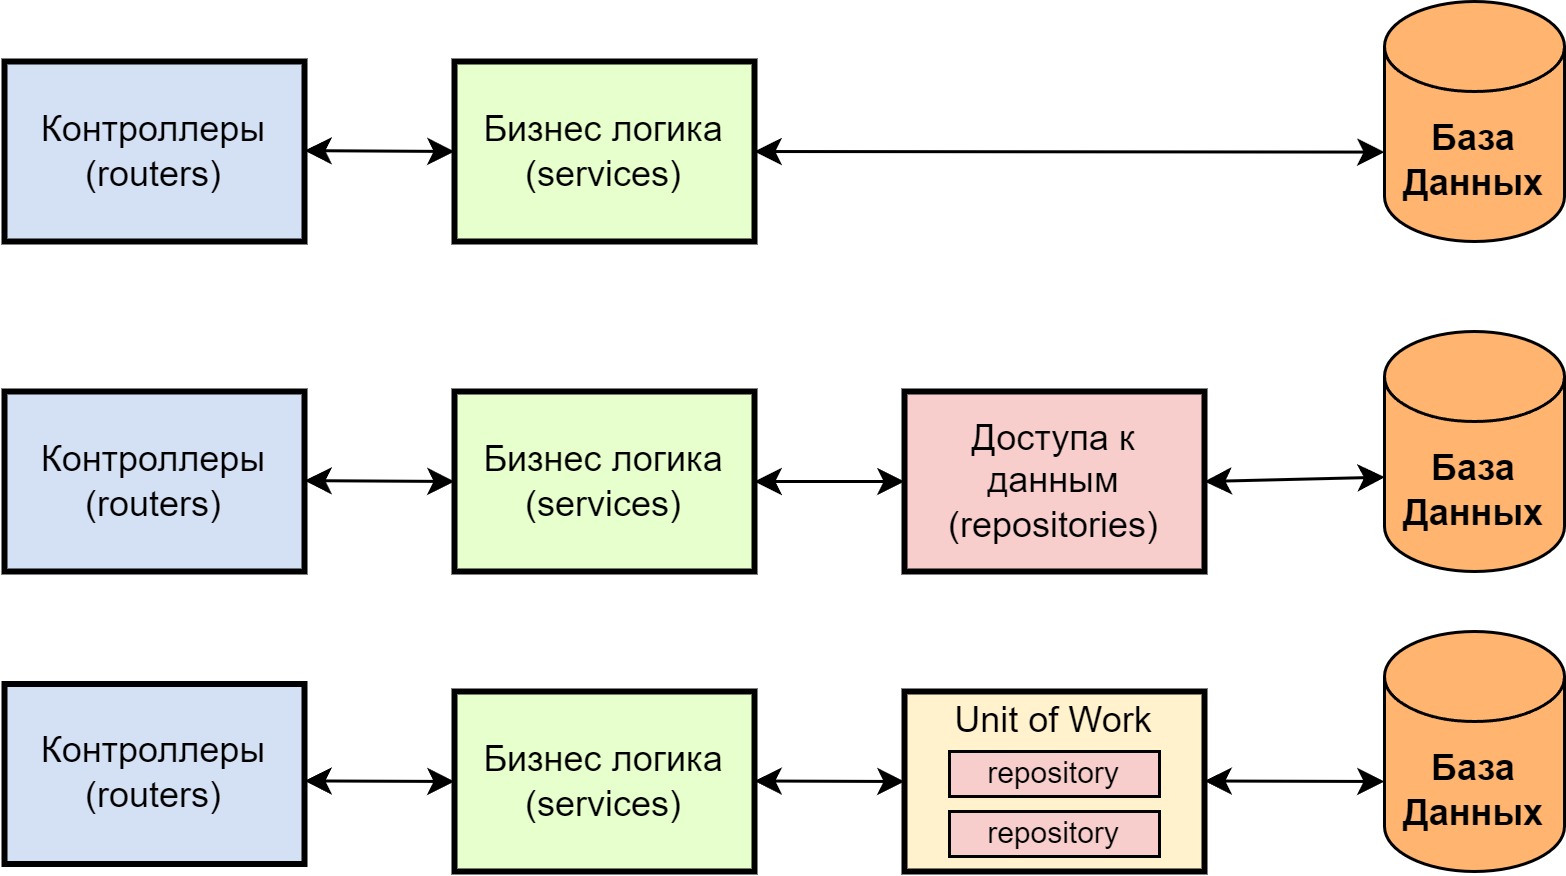 Контроллеры
(routers)
Бизнес логика
(services)
База
Данных
Контроллеры
(routers)
Бизнес логика
(services)
Доступа к
данным
(repositories)
База
Данных
Контроллеры
(routers)
Бизнес логика
(services)
Unit of Work
repository
repository
База
Данных